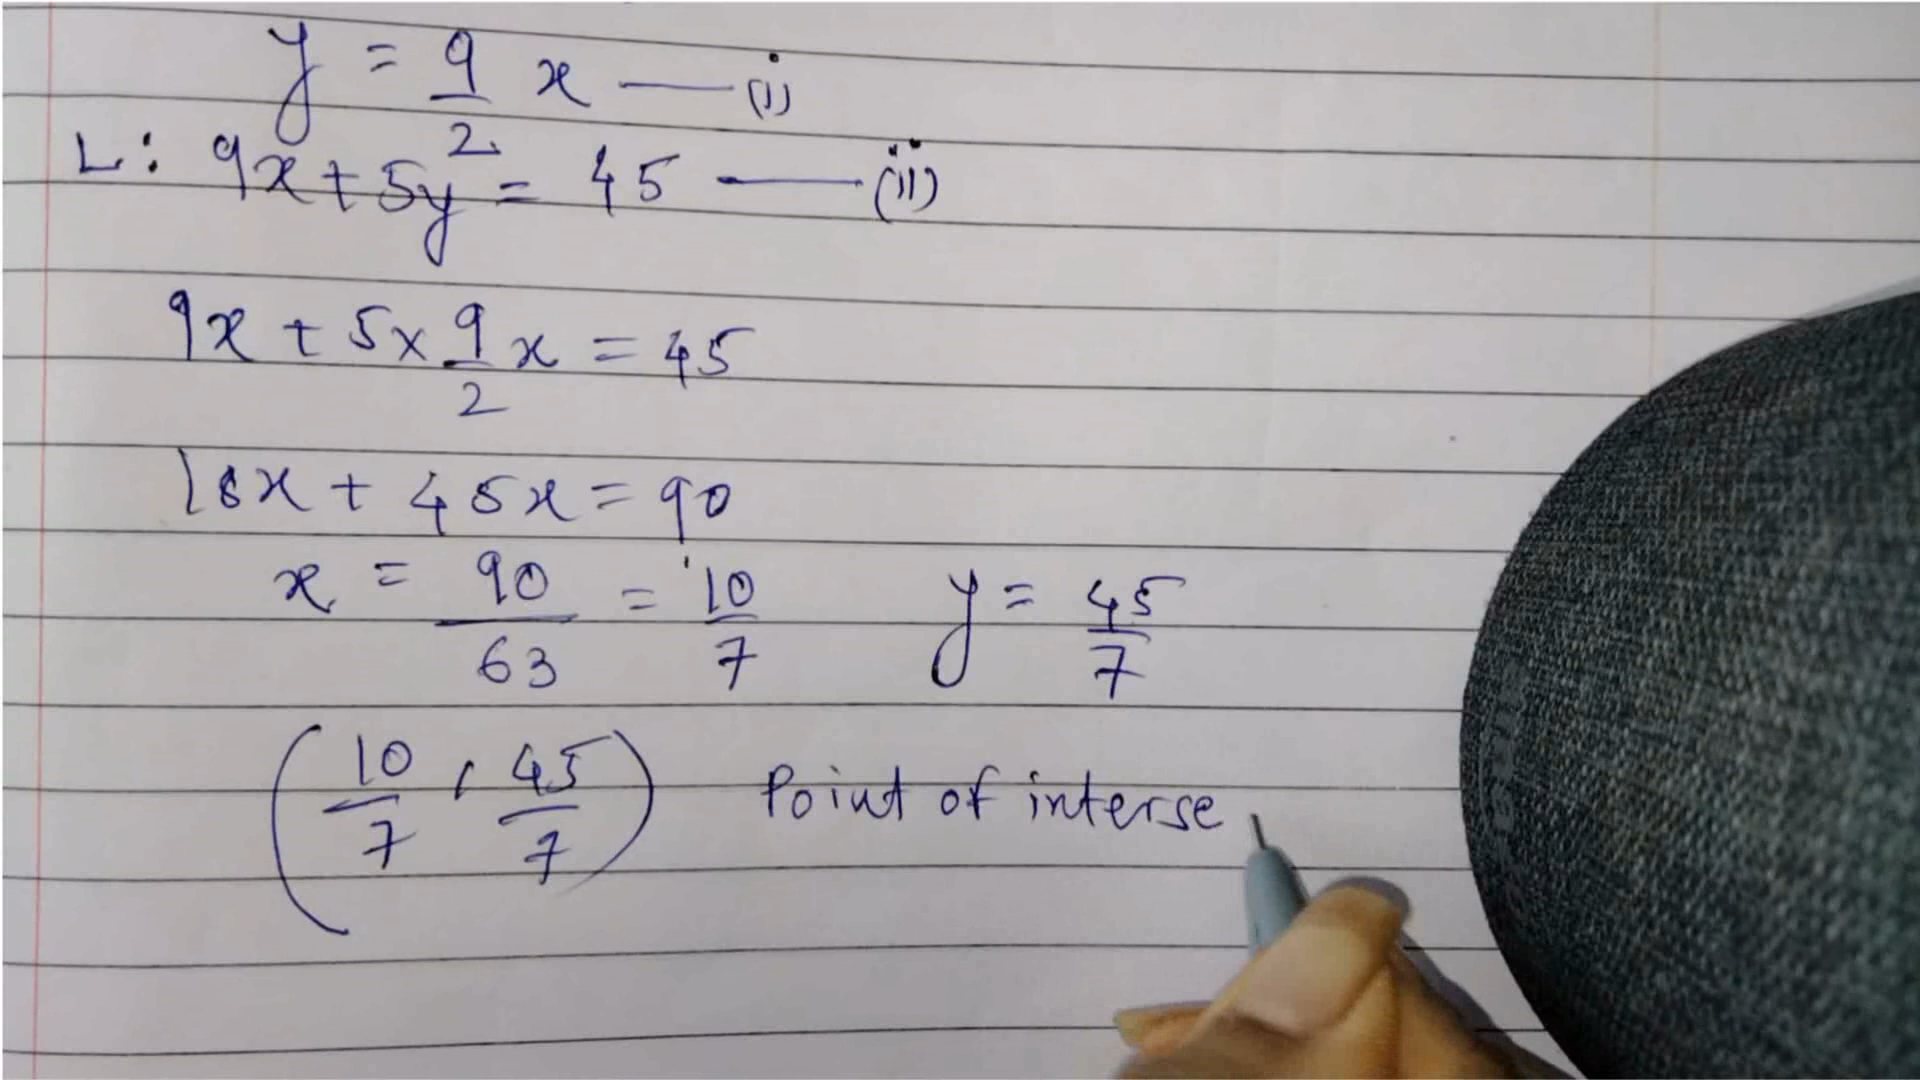 y = 9/2 x — (i)
L: 9x + 5y = 45 — (ii)
9x + 5 × 9/2 x = 45
18x + 45x = 90
x = 90/63 = 10/7 y = 45/7
(10/7, 45/7) Point of interse